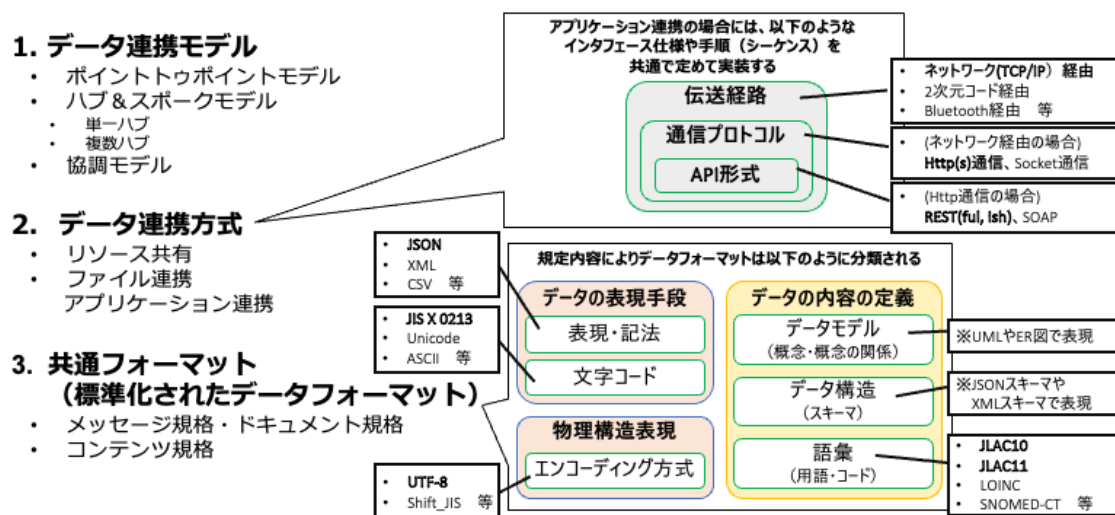 1. データ連携モデル
• ポイントトゥポイントモデル
• ハブ＆スポークモデル
• 単一ハブ
• 複数ハブ
• 協調モデル
2. データ連携方式
• リソース共有
• ファイル連携
アプリケーション連携
3. 共通フォーマット
（標準化されたデータフォーマット）
• メッセージ規格・ドキュメント規格
• コンテンツ規格
アプリケーション連携の場合には、以下のような
インタフェース仕様や手順（シーケンス）を
共通で定めて実装する
伝送経路
通信プロトコル
API形式
• ネットワーク(TCP/IP）経由
• 2次元コード経由
• Bluetooth経由 等
• (ネットワーク経由の場合)
Http(s)通信、Socket通信
• (Http通信の場合)
REST(ful, ish)、SOAP
規定内容によりデータフォーマットは以下のように分類される
データの表現手段
表現・記法
文字コード
• JSON
• XML
• CSV 等
• JIS X 0213
• Unicode
• ASCII 等
物理構造表現
エンコーディング方式
• UTF-8
• Shift_JIS 等
データの内容の定義
データモデル
(概念・概念の関係)
データ構造
(スキーマ)
語彙
(用語・コード)
※UMLやER図で表現
※JSONスキーマや
XMLスキーマで表現
• JLAC10
• JLAC11
• LOINC
• SNOMED-CT 等